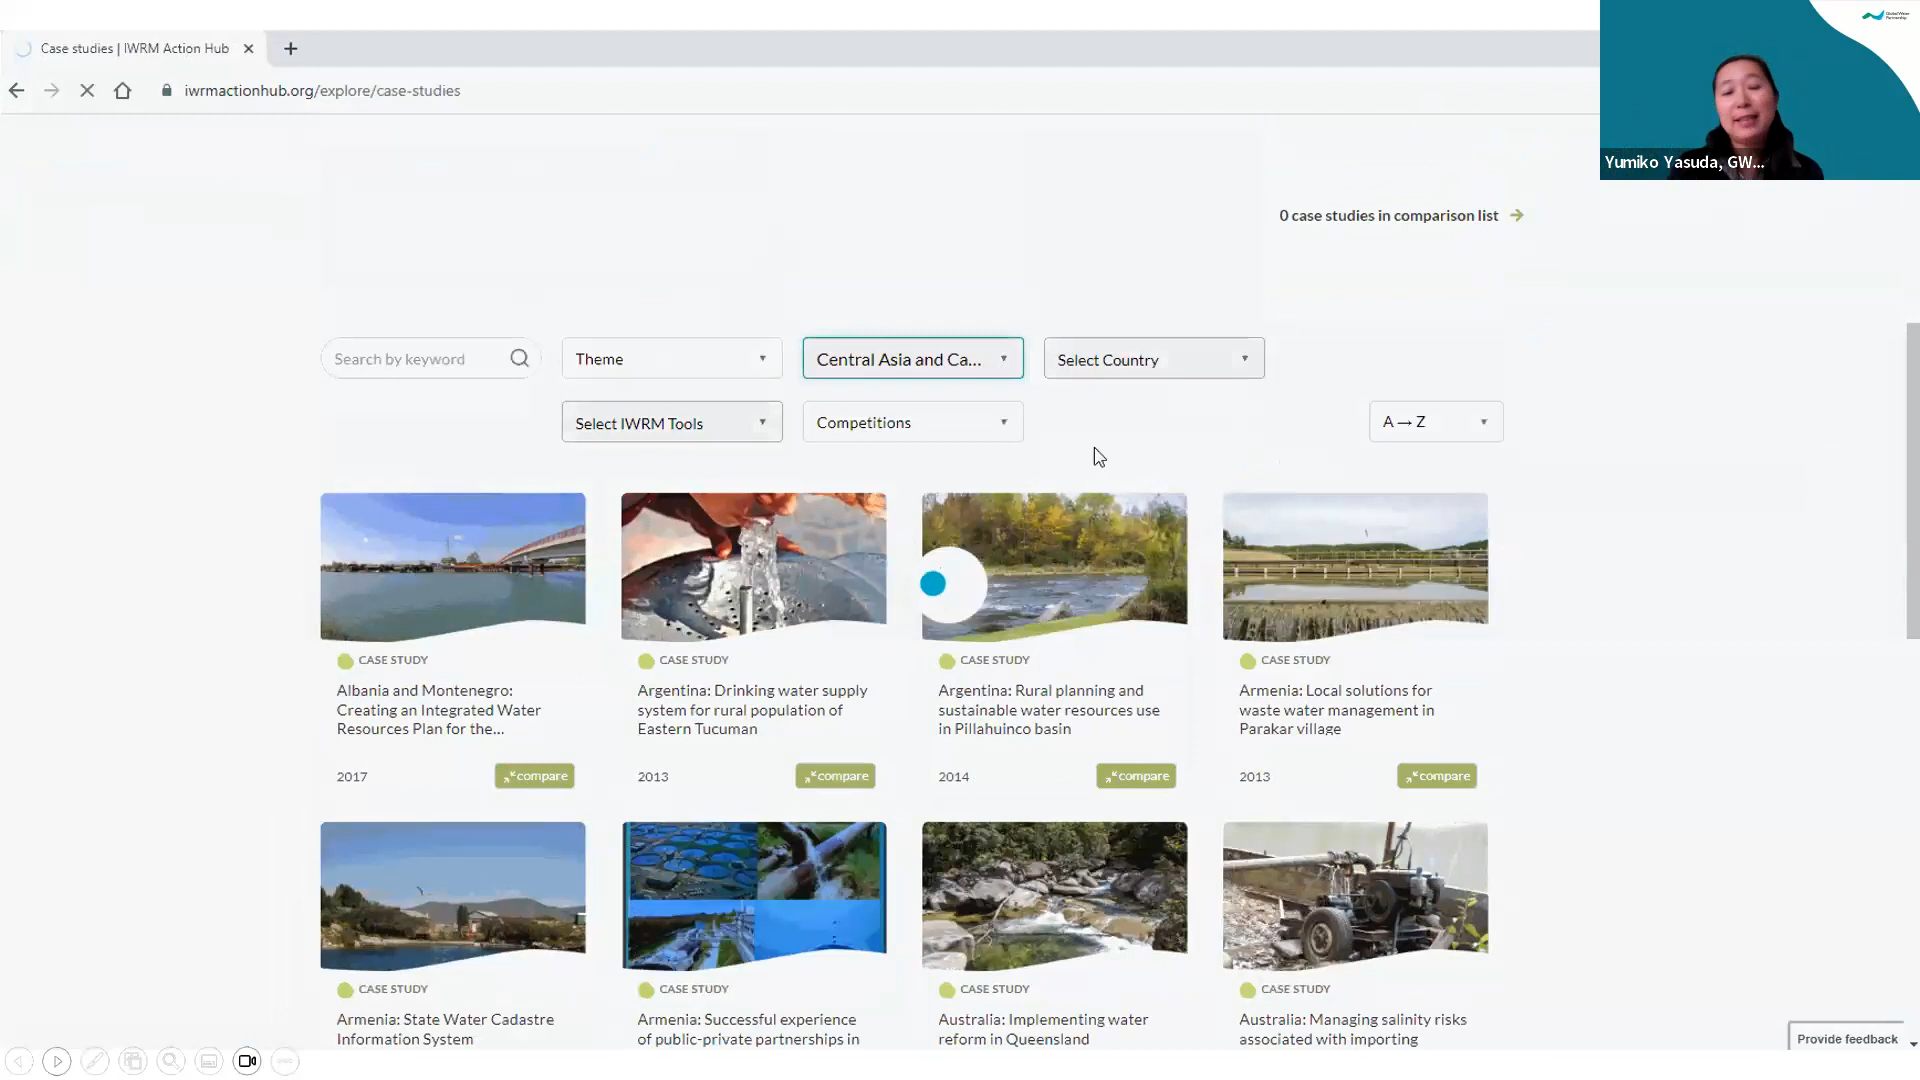 Case studies | IWRM Action Hub
iwrmactionhub.org/explore/case-studies
Global Water
Partnership
Yumiko Yasuda, GW...
0 case studies in comparison list
Search by keyword
Theme
Central Asia and Ca...
Select Country
Select IWRM Tools
Competitions
A → Z
CASE STUDY
Albania and Montenegro:
Creating an Integrated Water
Resources Plan for the...
2017
compare
CASE STUDY
Argentina: Drinking water supply
system for rural population of
Eastern Tucuman
2013
compare
CASE STUDY
Argentina: Rural planning and
sustainable water resources use
in Pillahuinco basin
2014
compare
CASE STUDY
Armenia: Local solutions for
waste water management in
Parakar village
2013
compare
CASE STUDY
Armenia: State Water Cadastre
Information System
CASE STUDY
Armenia: Successful experience
of public-private partnerships in
CASE STUDY
Australia: Implementing water
reform in Queensland
CASE STUDY
Australia: Managing salinity risks
associated with importing
Provide feedback